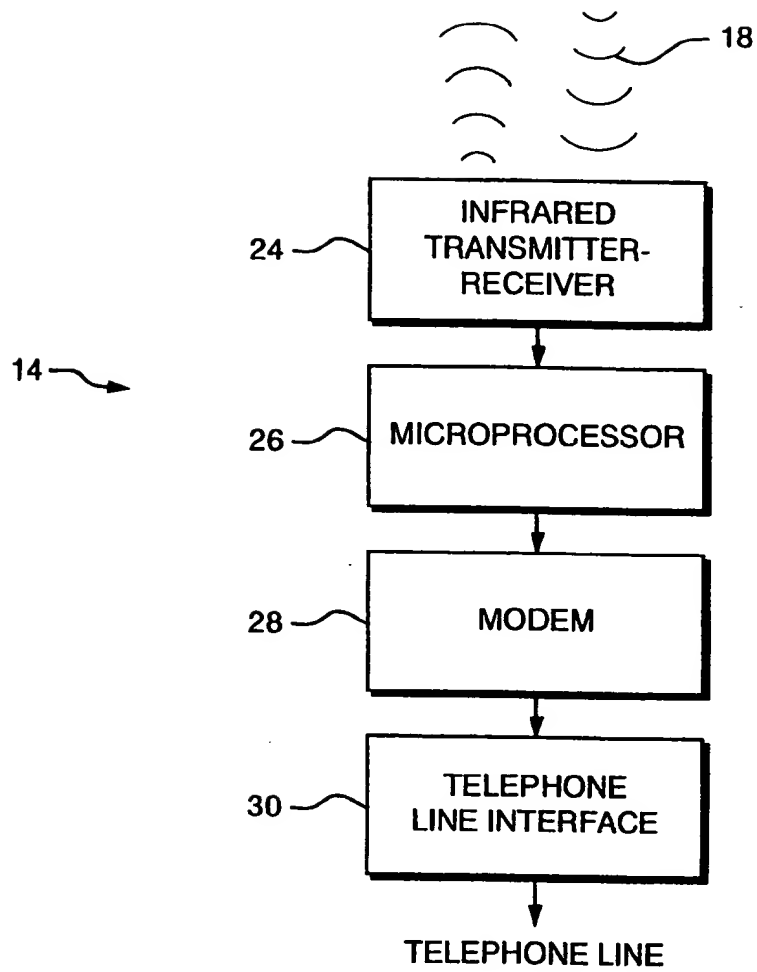 18
24
INFRARED
TRANSMITTER-
RECEIVER
14
26
MICROPROCESSOR
28
MODEM
30
TELEPHONE
LINE INTERFACE
TELEPHONE LINE